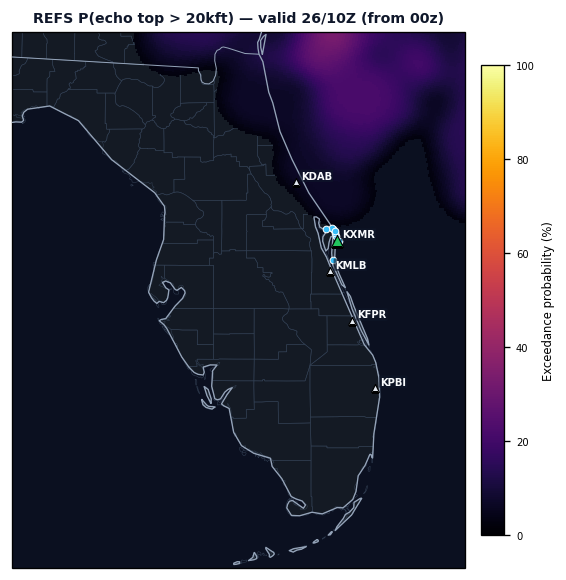 REFS P(echo top > 20kft) — valid 26/10Z (from 00z)
KDAB
KXMR
KMLB
KFPR
KPBI
100
80
60
40
20
0
Exceedance probability (%)